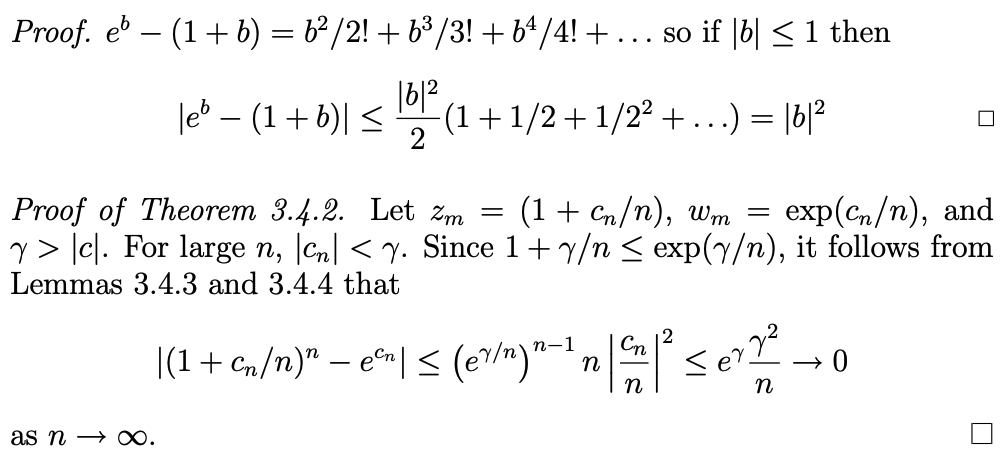 Proof. e^b − (1 + b) = b^2/2! + b^3/3! + b^4/4! + . . . so if |b| ≤ 1 then
|e^b − (1 + b)| ≤ |b|^2/2 (1 + 1/2 + 1/2^2 + . . .) = |b|^2 □
Proof of Theorem 3.4.2. Let z_m = (1 + c_n/n), w_m = exp(c_n/n), and
γ > |c|. For large n, |c_n| < γ. Since 1 + γ/n ≤ exp(γ/n), it follows from
Lemmas 3.4.3 and 3.4.4 that
|(1 + c_n/n)^n − e^{c_n}| ≤ (e^{γ/n})^{n−1} n |c_n/n|^2 ≤ e^γ γ^2/n → 0
as n → ∞. □